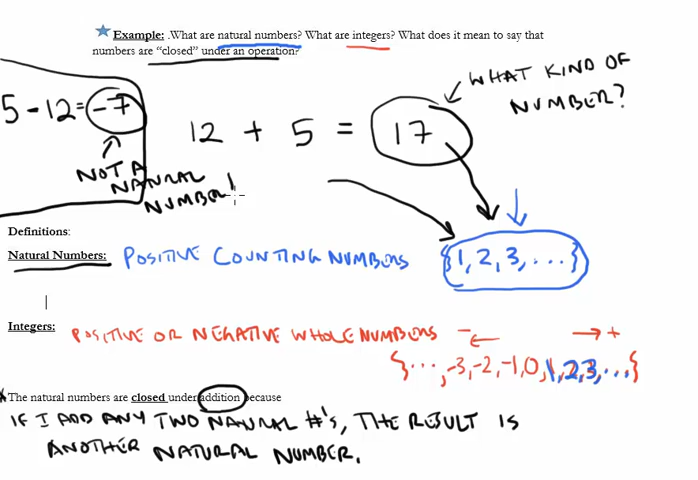 Example: .What are natural numbers? What are integers? What does it mean to say that
numbers are “closed” under an operation?
WHAT KIND OF
NUMBER?
5 - 12 = -7
12 + 5 = 17
NOT A
NATURAL
NUMBER!
Definitions:
Natural Numbers: POSITIVE COUNTING NUMBERS {1, 2, 3, ...}
Integers: POSITIVE OR NEGATIVE WHOLE NUMBERS - ← → +
{..., -3, -2, -1, 0, 1, 2, 3, ...}
The natural numbers are closed under addition because
IF I ADD ANY TWO NATURAL #'S, THE RESULT IS
ANOTHER NATURAL NUMBER.